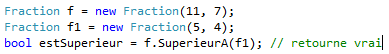 Fraction f = new Fraction(11, 7);
Fraction f1 = new Fraction(5, 4);
bool estSuperieur = f.SuperieurA(f1); // retourne vrai